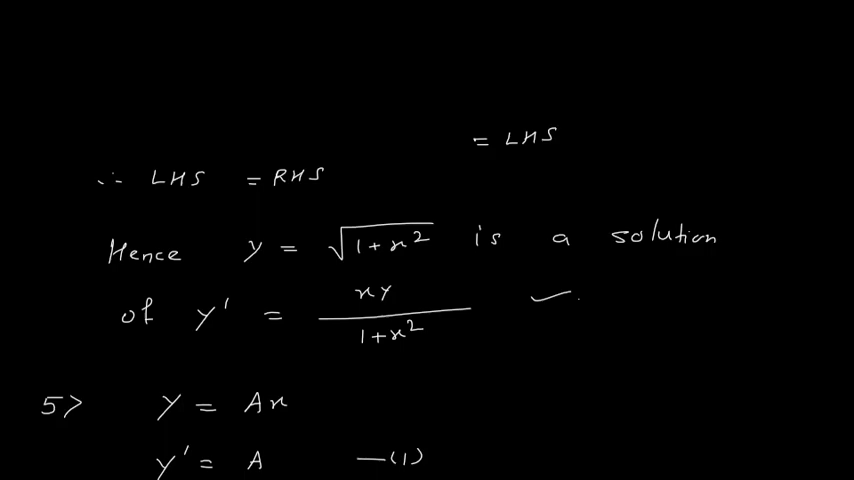 = LHS
∴ LHS = RHS
Hence y = √(1+x²) is a solution
of y' = xy / (1+x²) ✓.
5> y = Ax
y' = A —(1)